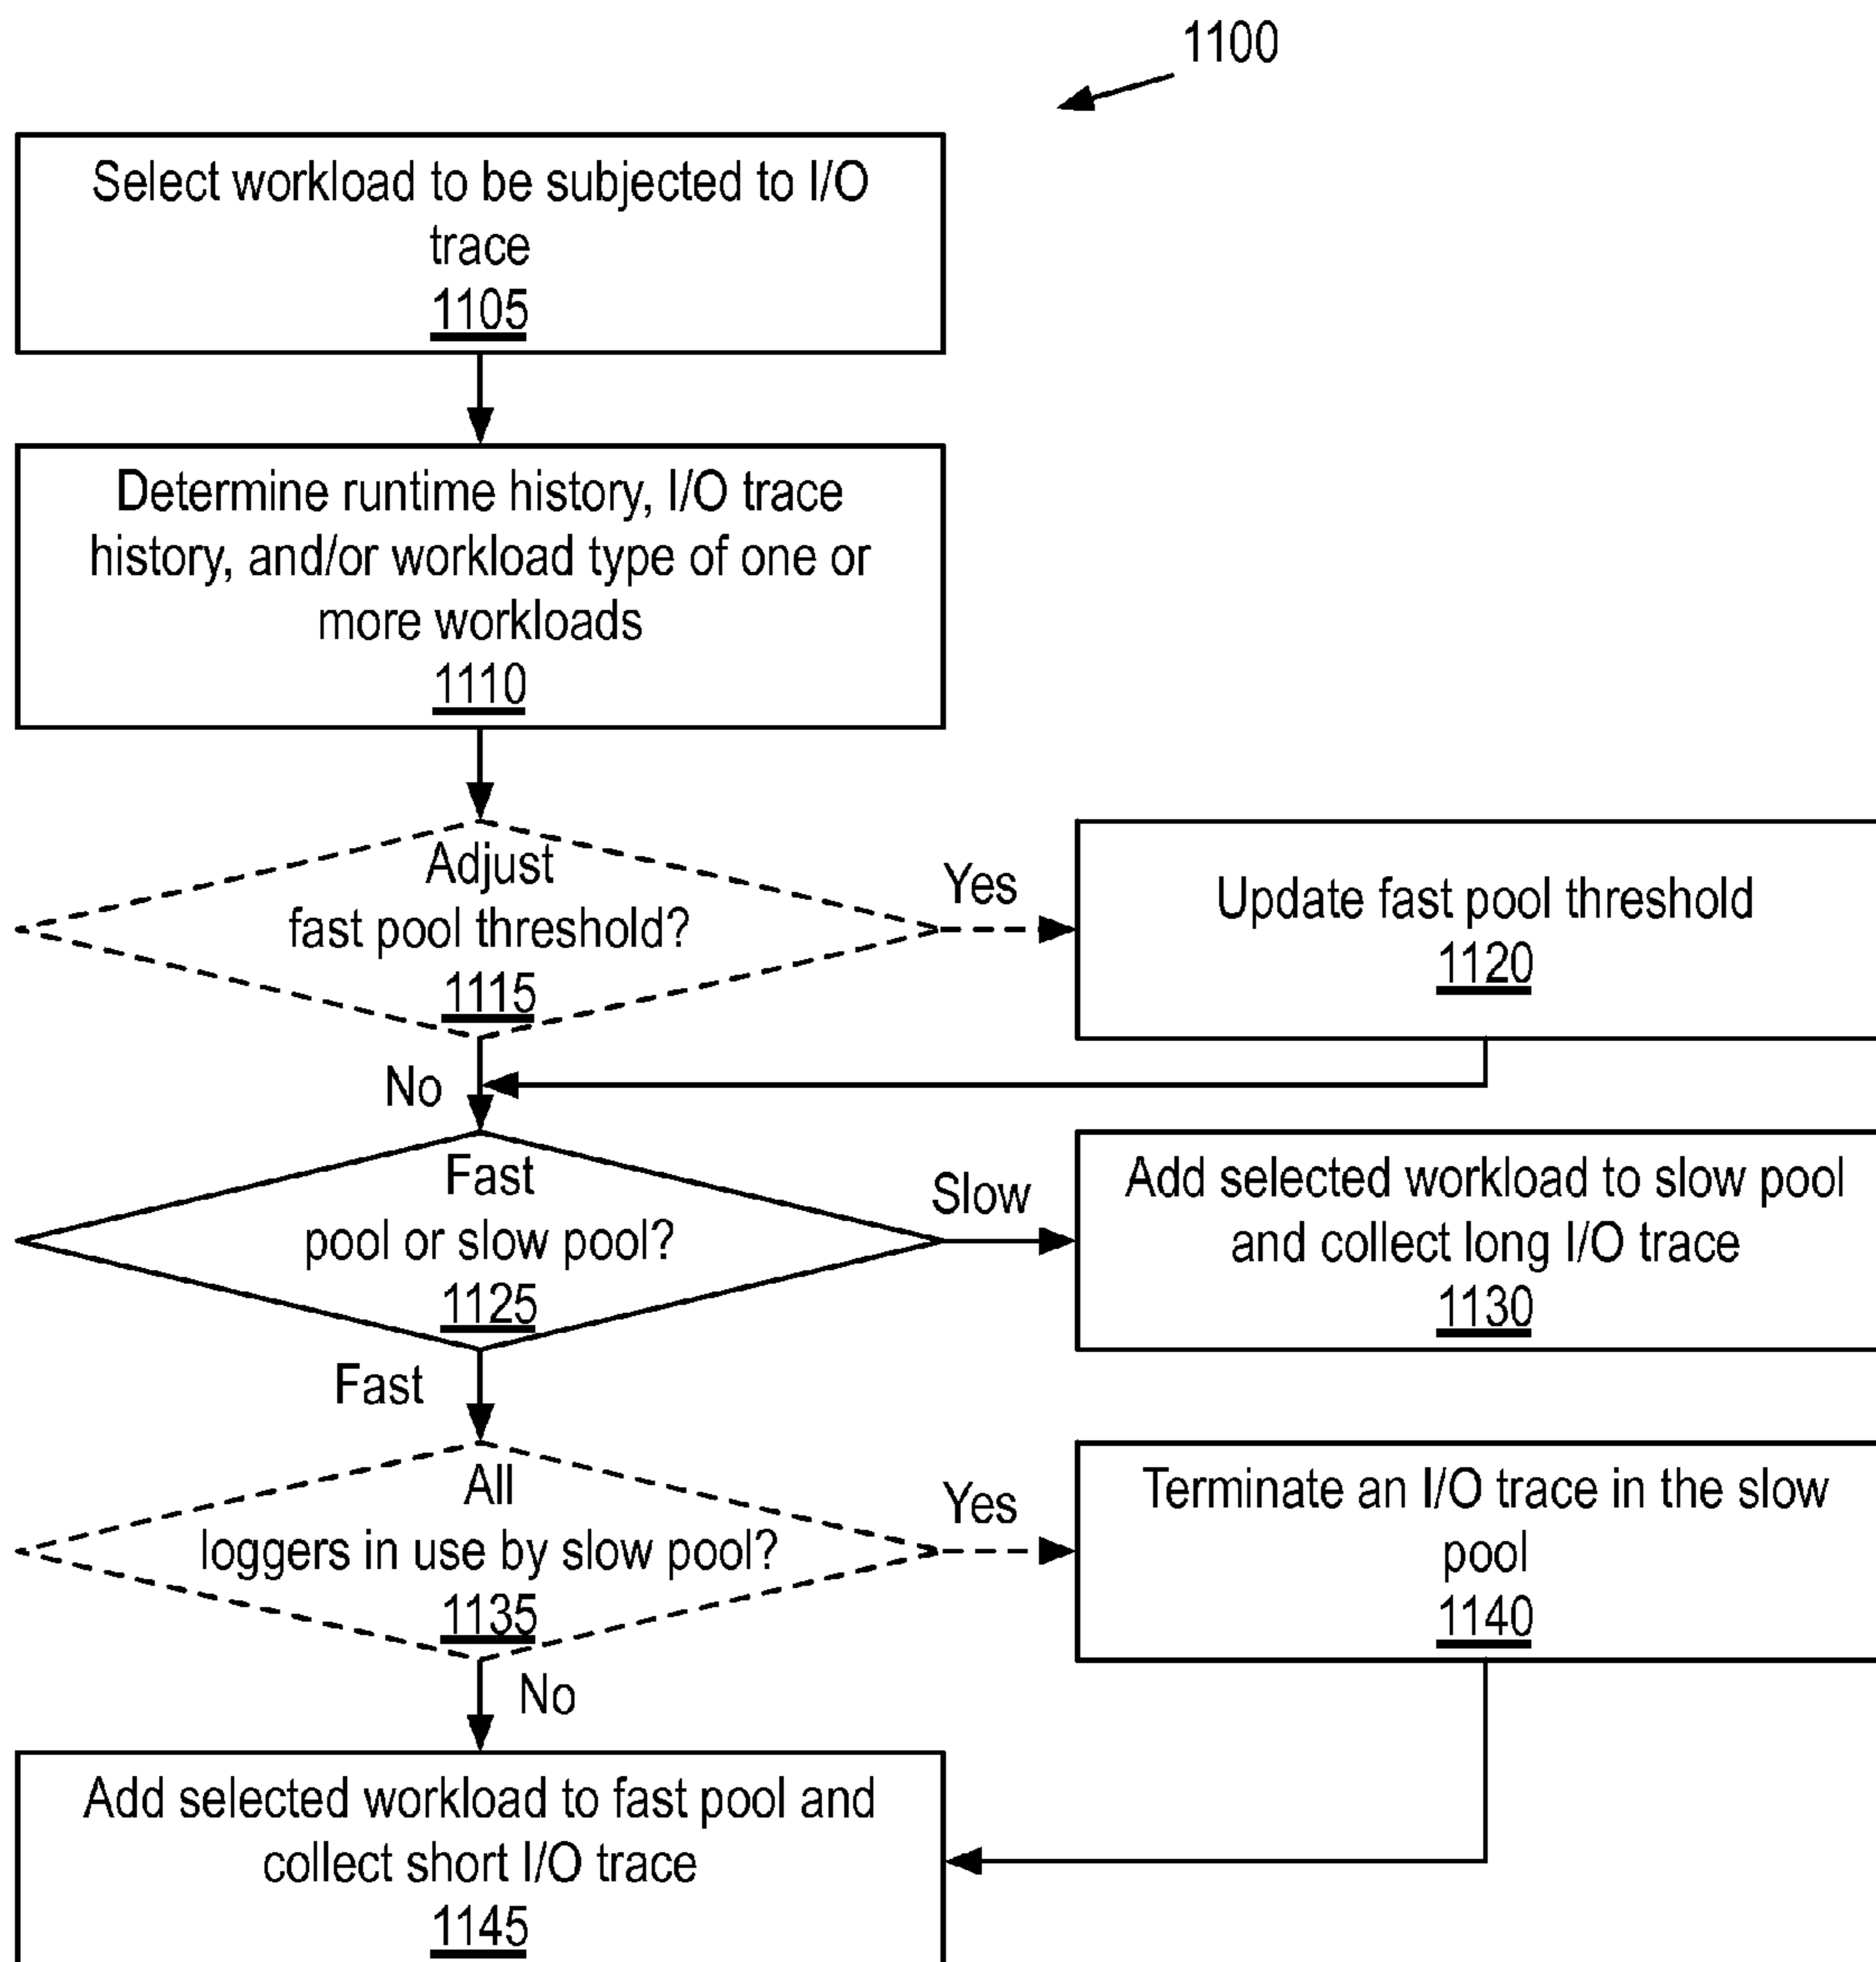 1100
Select workload to be subjected to I/O
trace
1105
Determine runtime history, I/O trace
history, and/or workload type of one or
more workloads
1110
Adjust
fast pool threshold?
1115
Yes
Update fast pool threshold
1120
No
Fast
pool or slow pool?
1125
Slow
Add selected workload to slow pool
and collect long I/O trace
1130
Fast
All
loggers in use by slow pool?
1135
Yes
Terminate an I/O trace in the slow
pool
1140
No
Add selected workload to fast pool and
collect short I/O trace
1145